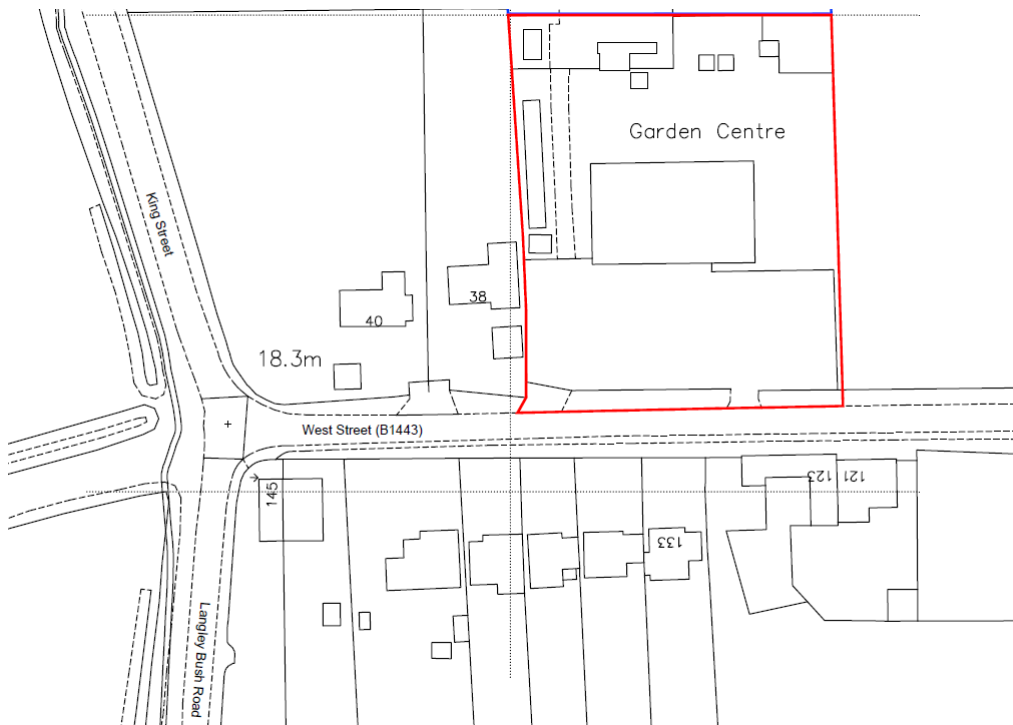 Garden Centre
King Street
38
40
18.3m
West Street (B1443)
145
123
121
133
Langley Bush Road